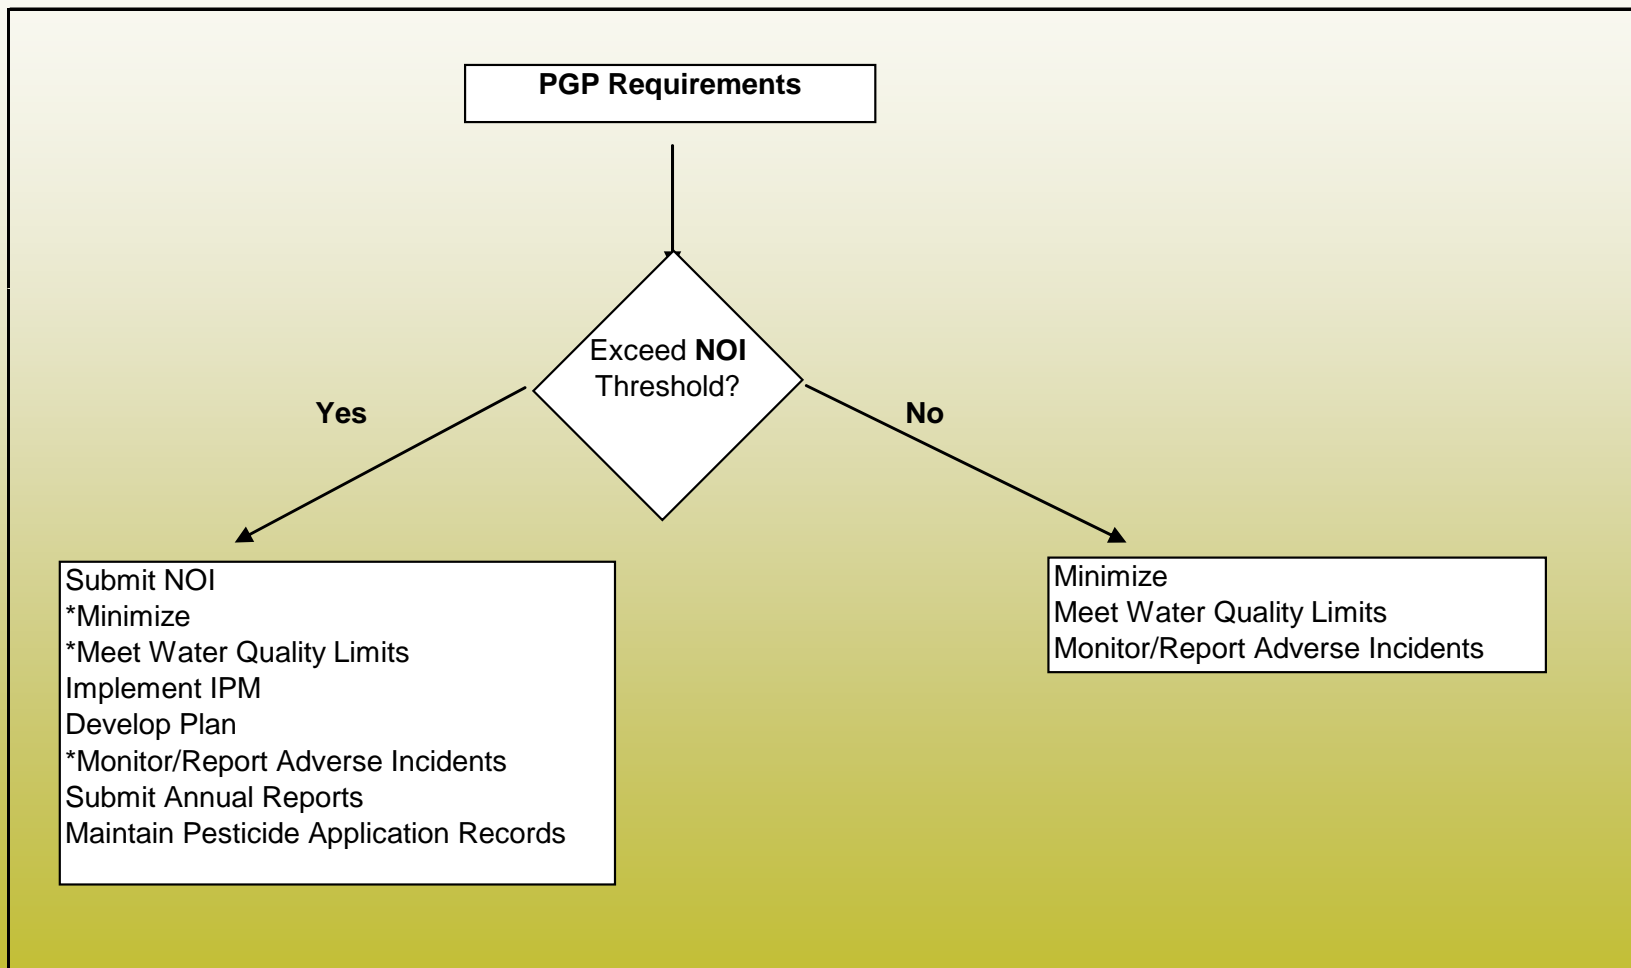 PGP Requirements
Exceed NOI
Threshold?
Yes
No
Submit NOI
*Minimize
*Meet Water Quality Limits
Implement IPM
Develop Plan
*Monitor/Report Adverse Incidents
Submit Annual Reports
Maintain Pesticide Application Records
Minimize
Meet Water Quality Limits
Monitor/Report Adverse Incidents